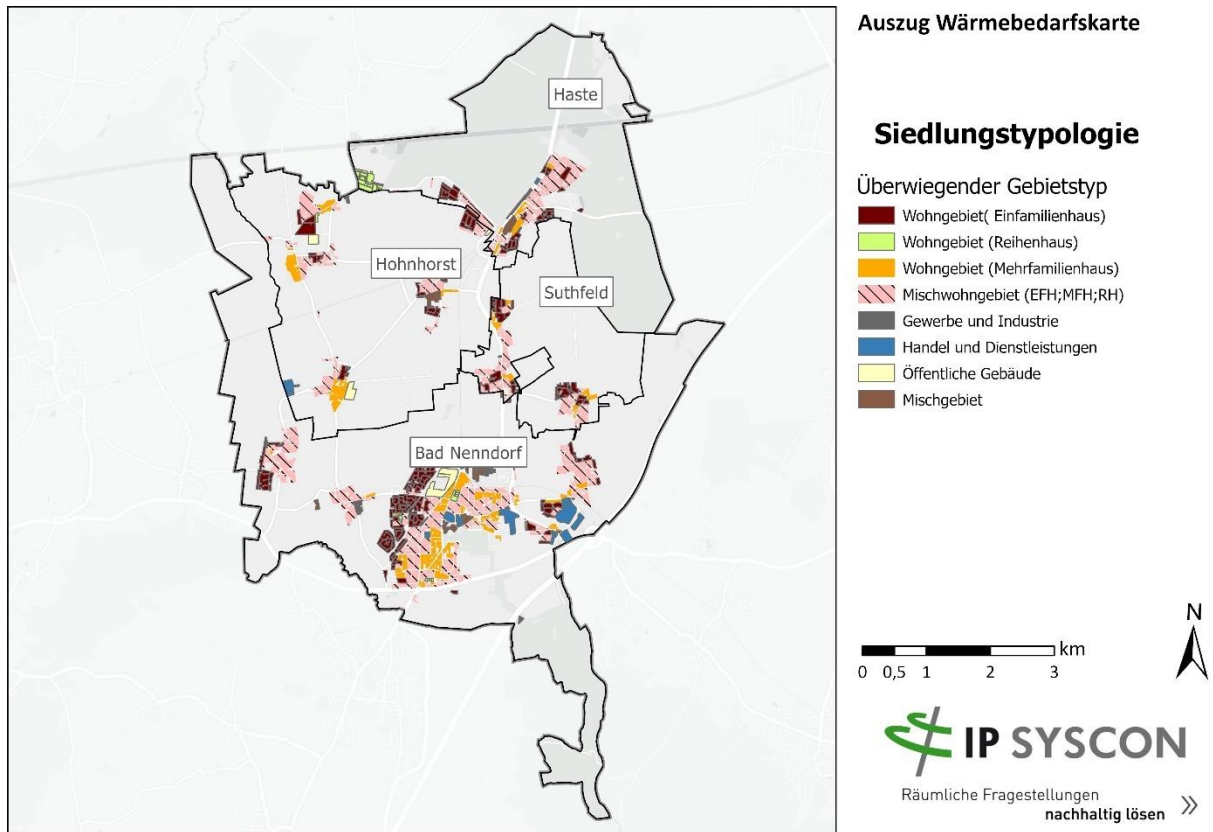 Auszug Wärmebedarfskarte
Siedlungstypologie
Überwiegender Gebietstyp
Wohngebiet( Einfamilienhaus)
Wohngebiet (Reihenhaus)
Wohngebiet (Mehrfamilienhaus)
Mischwohngebiet (EFH;MFH;RH)
Gewerbe und Industrie
Handel und Dienstleistungen
Öffentliche Gebäude
Mischgebiet
Haste
Hohnhorst
Suthfeld
Bad Nenndorf
N
km
0 0,5 1 2 3
IP SYSCON
Räumliche Fragestellungen
nachhaltig lösen